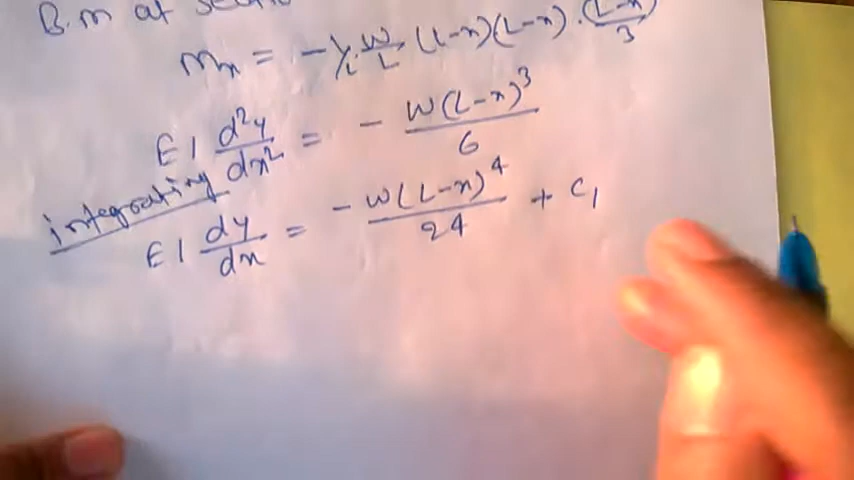 B.m at
mx = - 1/2 W/L (L-x)(L-x) . (L-x)/3
EI d²y/dx² = - W(L-x)³/6
integrating
EI dy/dx = - W(L-x)⁴/24 + C₁